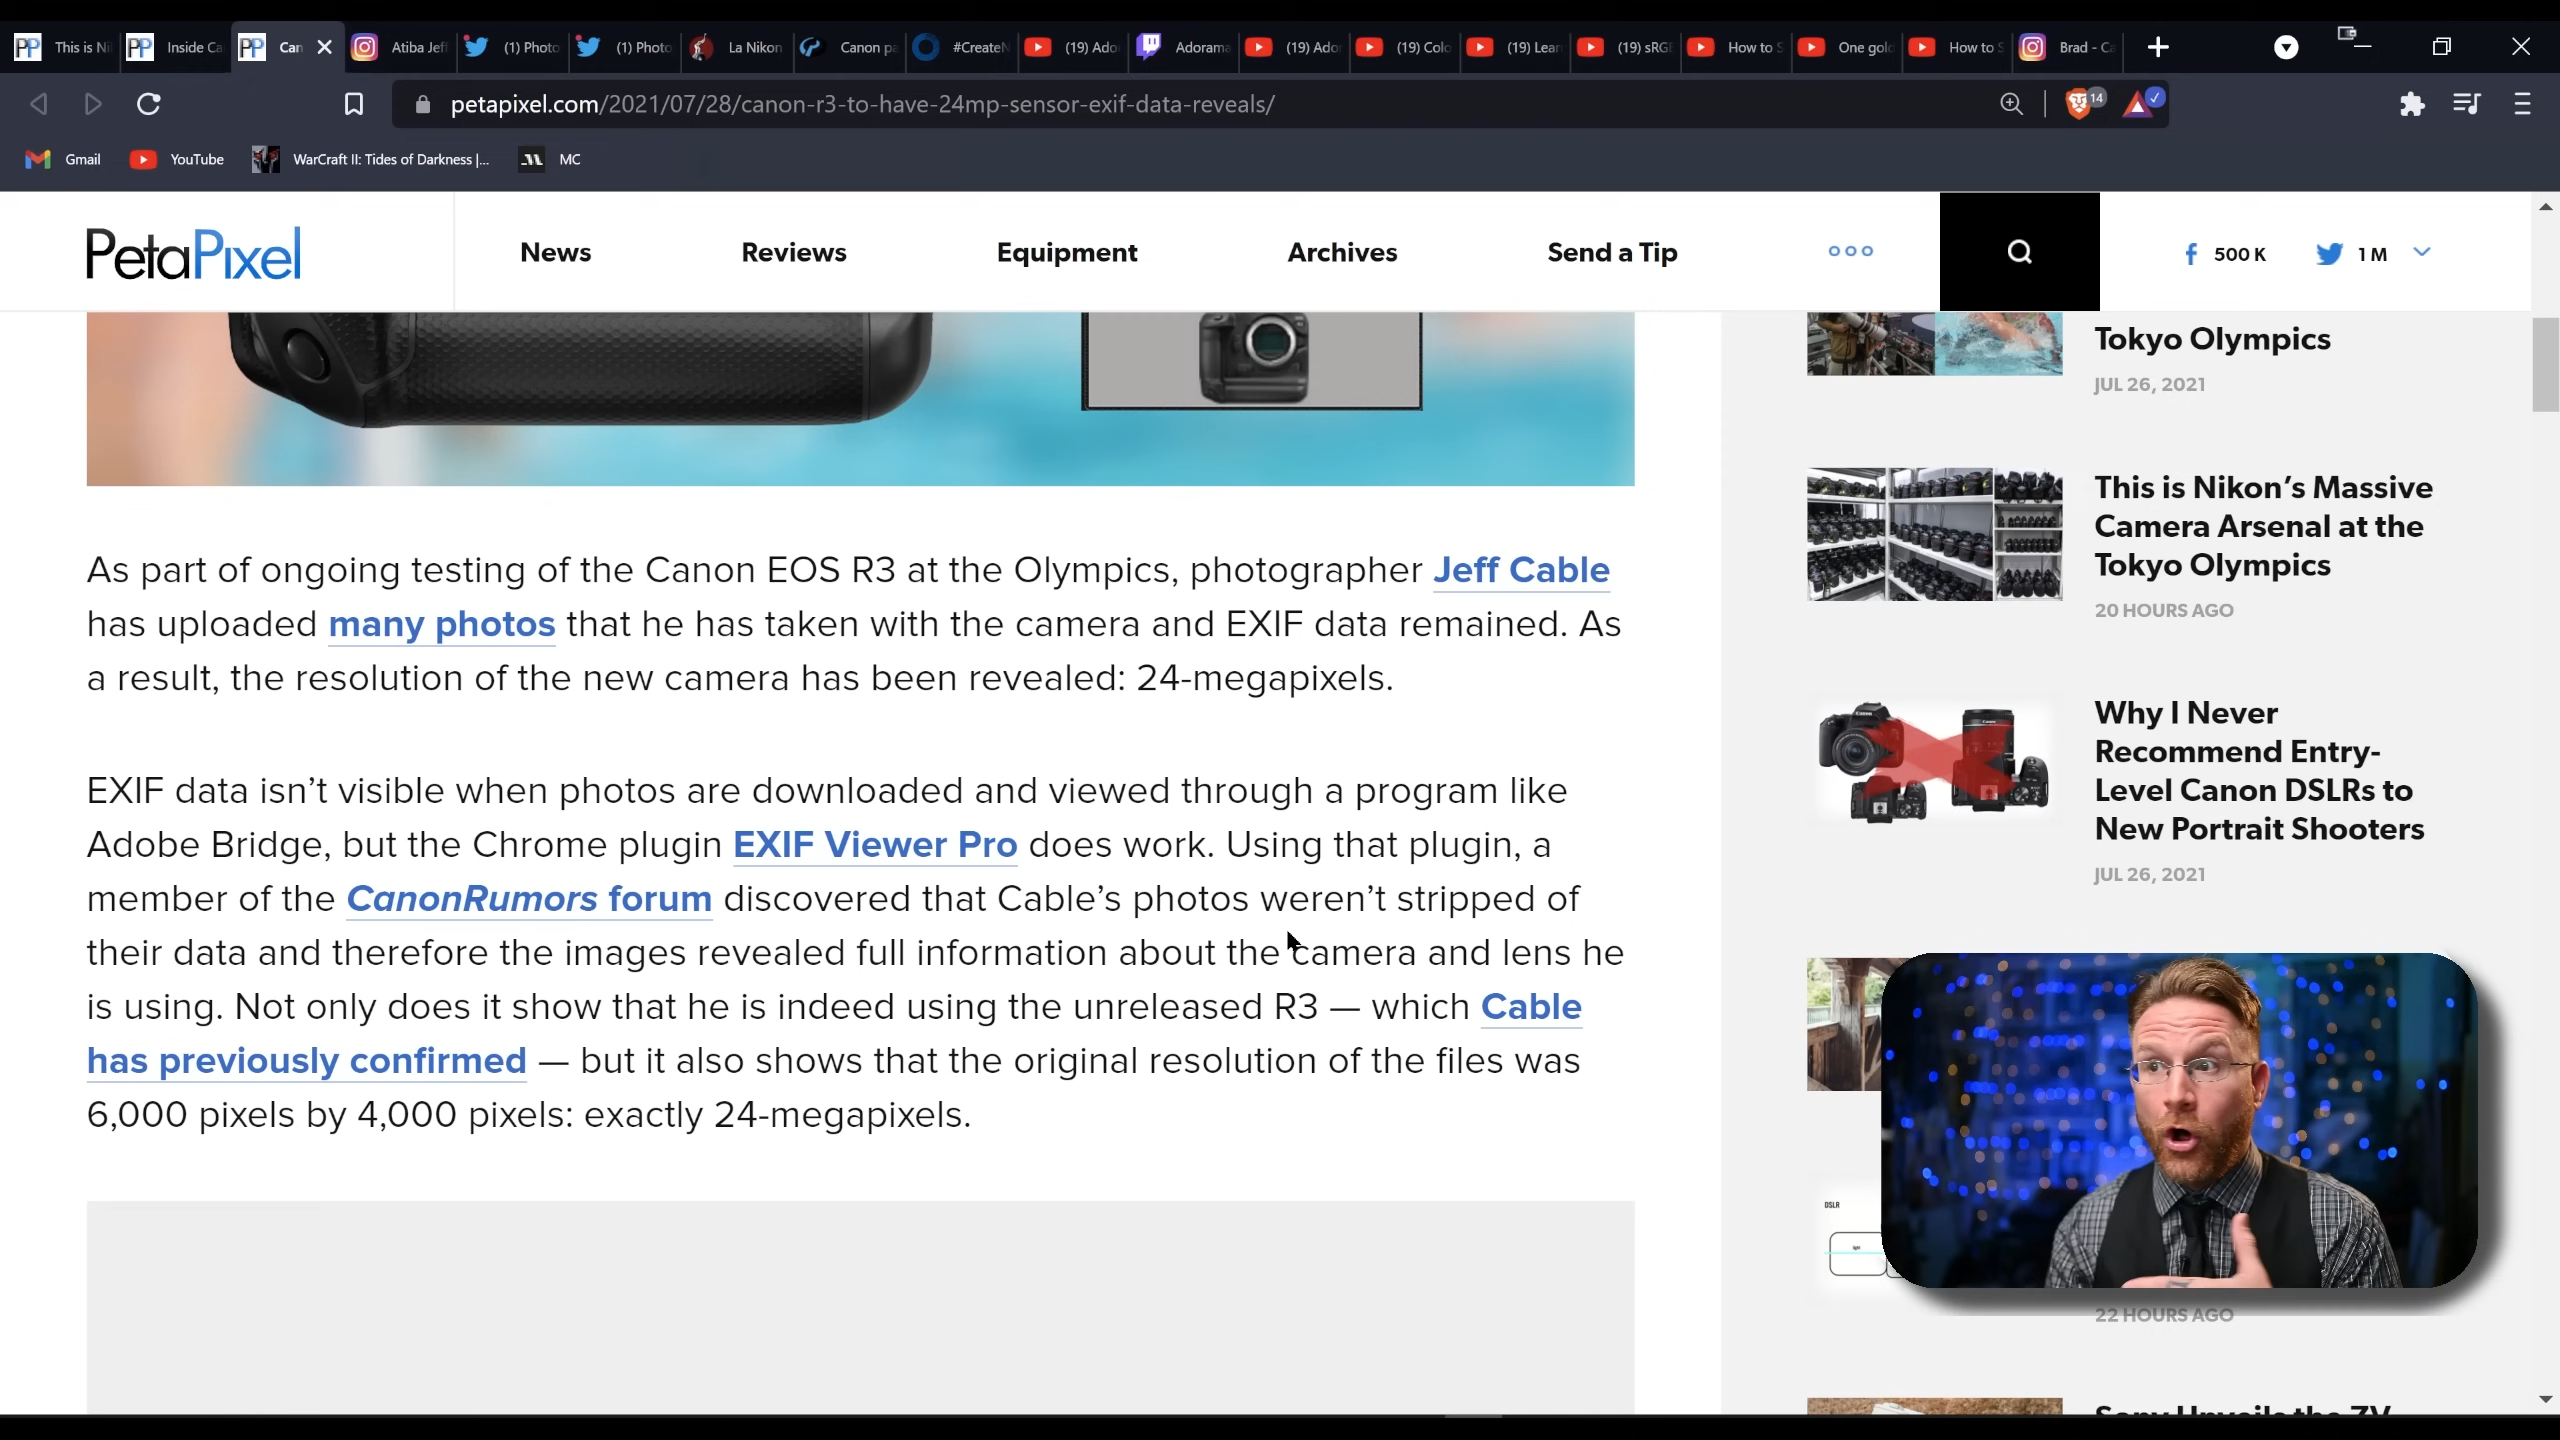 This is Ni
Inside Ca
Can
Atiba Jeff
(1) Photo
(1) Photo
La Nikon
Canon pa
#CreateN
(19) Ado
Adorama
(19) Ado
(19) Colo
(19) Lear
(19) sRGB
How to S
One gold
How to S
Brad - Ca
petapixel.com/2021/07/28/canon-r3-to-have-24mp-sensor-exif-data-reveals/
14
Gmail
YouTube
WarCraft II: Tides of Darkness |...
MC
PetaPixel
News
Reviews
Equipment
Archives
Send a Tip
500 K
1 M
As part of ongoing testing of the Canon EOS R3 at the Olympics, photographer Jeff Cable
has uploaded many photos that he has taken with the camera and EXIF data remained. As
a result, the resolution of the new camera has been revealed: 24-megapixels.
EXIF data isn’t visible when photos are downloaded and viewed through a program like
Adobe Bridge, but the Chrome plugin EXIF Viewer Pro does work. Using that plugin, a
member of the CanonRumors forum discovered that Cable’s photos weren’t stripped of
their data and therefore the images revealed full information about the camera and lens he
is using. Not only does it show that he is indeed using the unreleased R3 — which Cable
has previously confirmed — but it also shows that the original resolution of the files was
6,000 pixels by 4,000 pixels: exactly 24-megapixels.
Tokyo Olympics
JUL 26, 2021
This is Nikon’s Massive
Camera Arsenal at the
Tokyo Olympics
20 HOURS AGO
Why I Never
Recommend Entry-
Level Canon DSLRs to
New Portrait Shooters
JUL 26, 2021
DSLR
light
22 HOURS AGO
Sony Unveils the ZV